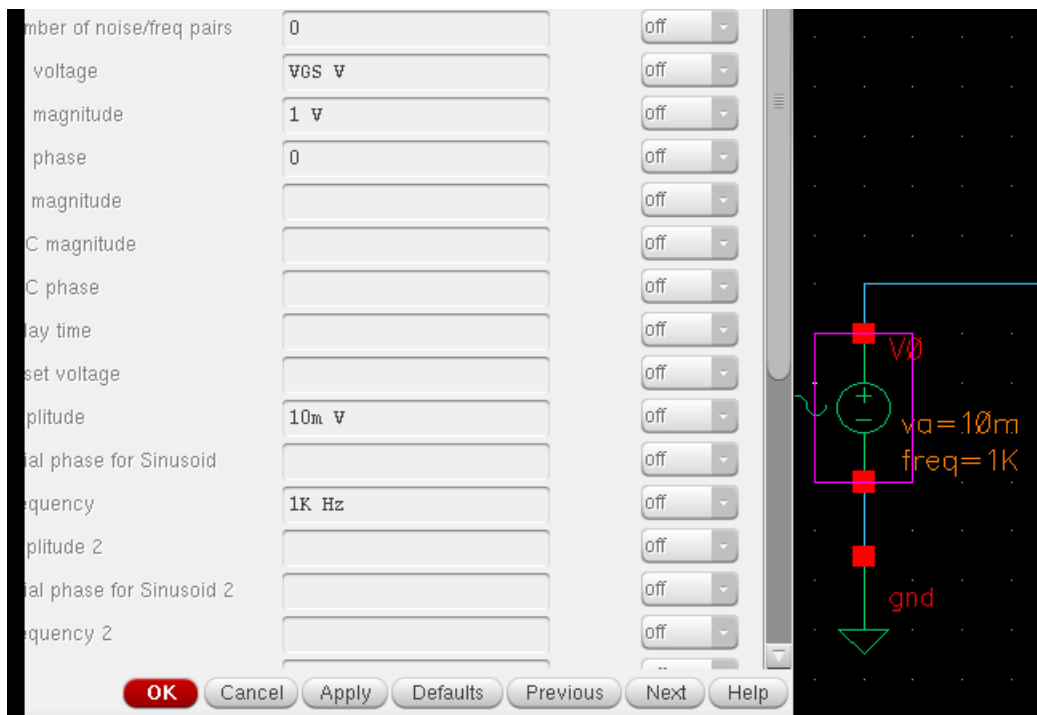 mber of noise/freq pairs 0 off
voltage VGS V off
magnitude 1 V off
phase 0 off
magnitude off
C magnitude off
C phase off
lay time off
set voltage off
plitude 10m V off
ial phase for Sinusoid off
equency 1K Hz off
plitude 2 off
ial phase for Sinusoid 2 off
equency 2 off
OK Cancel Apply Defaults Previous Next Help
V0
va=10m
freq=1K
gnd